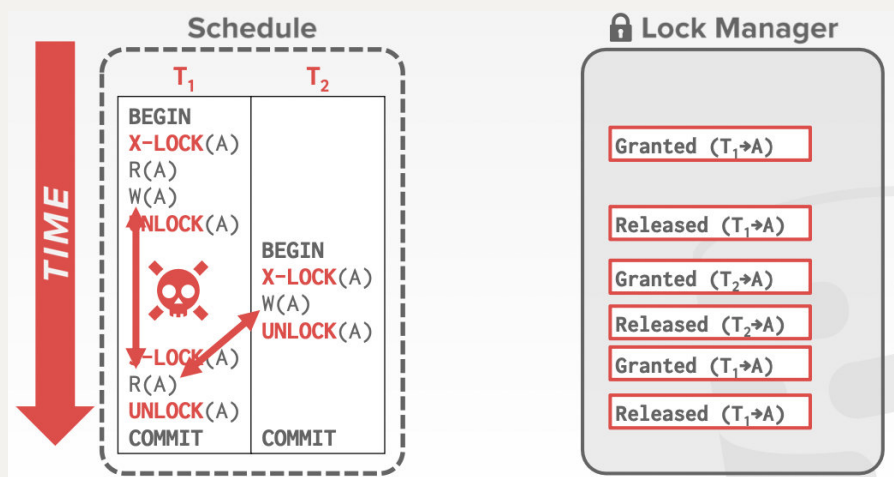 Schedule
T₁
T₂
BEGIN
X-LOCK(A)
R(A)
W(A)
UNLOCK(A)
BEGIN
X-LOCK(A)
W(A)
UNLOCK(A)
S-LOCK(A)
R(A)
UNLOCK(A)
COMMIT
COMMIT
TIME
Lock Manager
Granted (T₁→A)
Released (T₁→A)
Granted (T₂→A)
Released (T₂→A)
Granted (T₁→A)
Released (T₁→A)